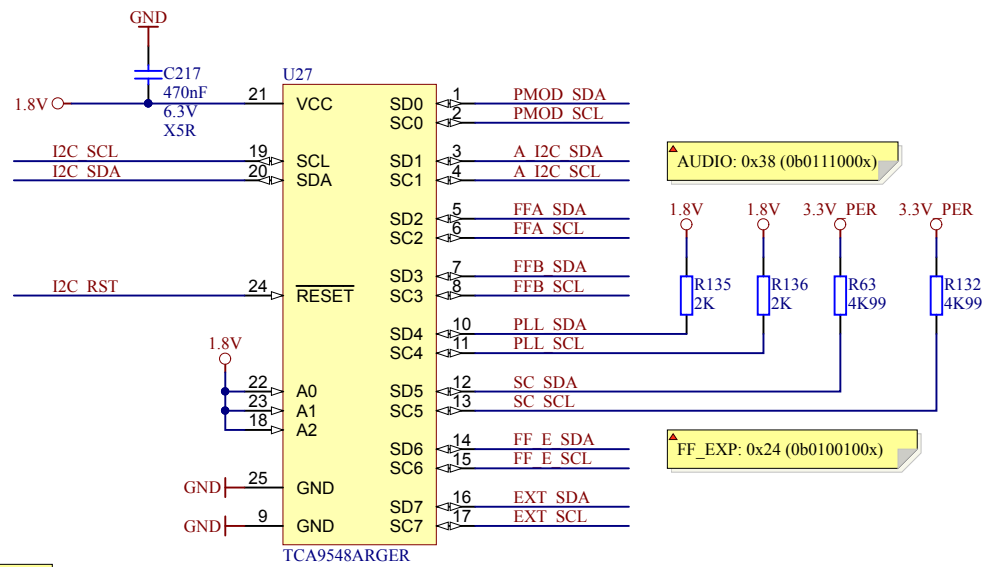 GND
C217
470nF
6.3V
X5R
1.8V
U27
21 VCC
19 SCL
20 SDA
24 RESET
22 A0
23 A1
18 A2
25 GND
9 GND
I2C_SCL
I2C_SDA
I2C_RST
1.8V
GND
GND
SD0 1 PMOD_SDA
SC0 2 PMOD_SCL
SD1 3 A_I2C_SDA
SC1 4 A_I2C_SCL
SD2 5 FFA_SDA
SC2 6 FFA_SCL
SD3 7 FFB_SDA
SC3 8 FFB_SCL
SD4 10 PLL_SDA
SC4 11 PLL_SCL
SD5 12 SC_SDA
SC5 13 SC_SCL
SD6 14 FF_E_SDA
SC6 15 FF_E_SCL
SD7 16 EXT_SDA
SC7 17 EXT_SCL
TCA9548ARGER
AUDIO: 0x38 (0b0111000x)
1.8V 1.8V 3.3V_PER 3.3V_PER
R135 R136 R63 R132
2K 2K 4K99 4K99
FF_EXP: 0x24 (0b0100100x)